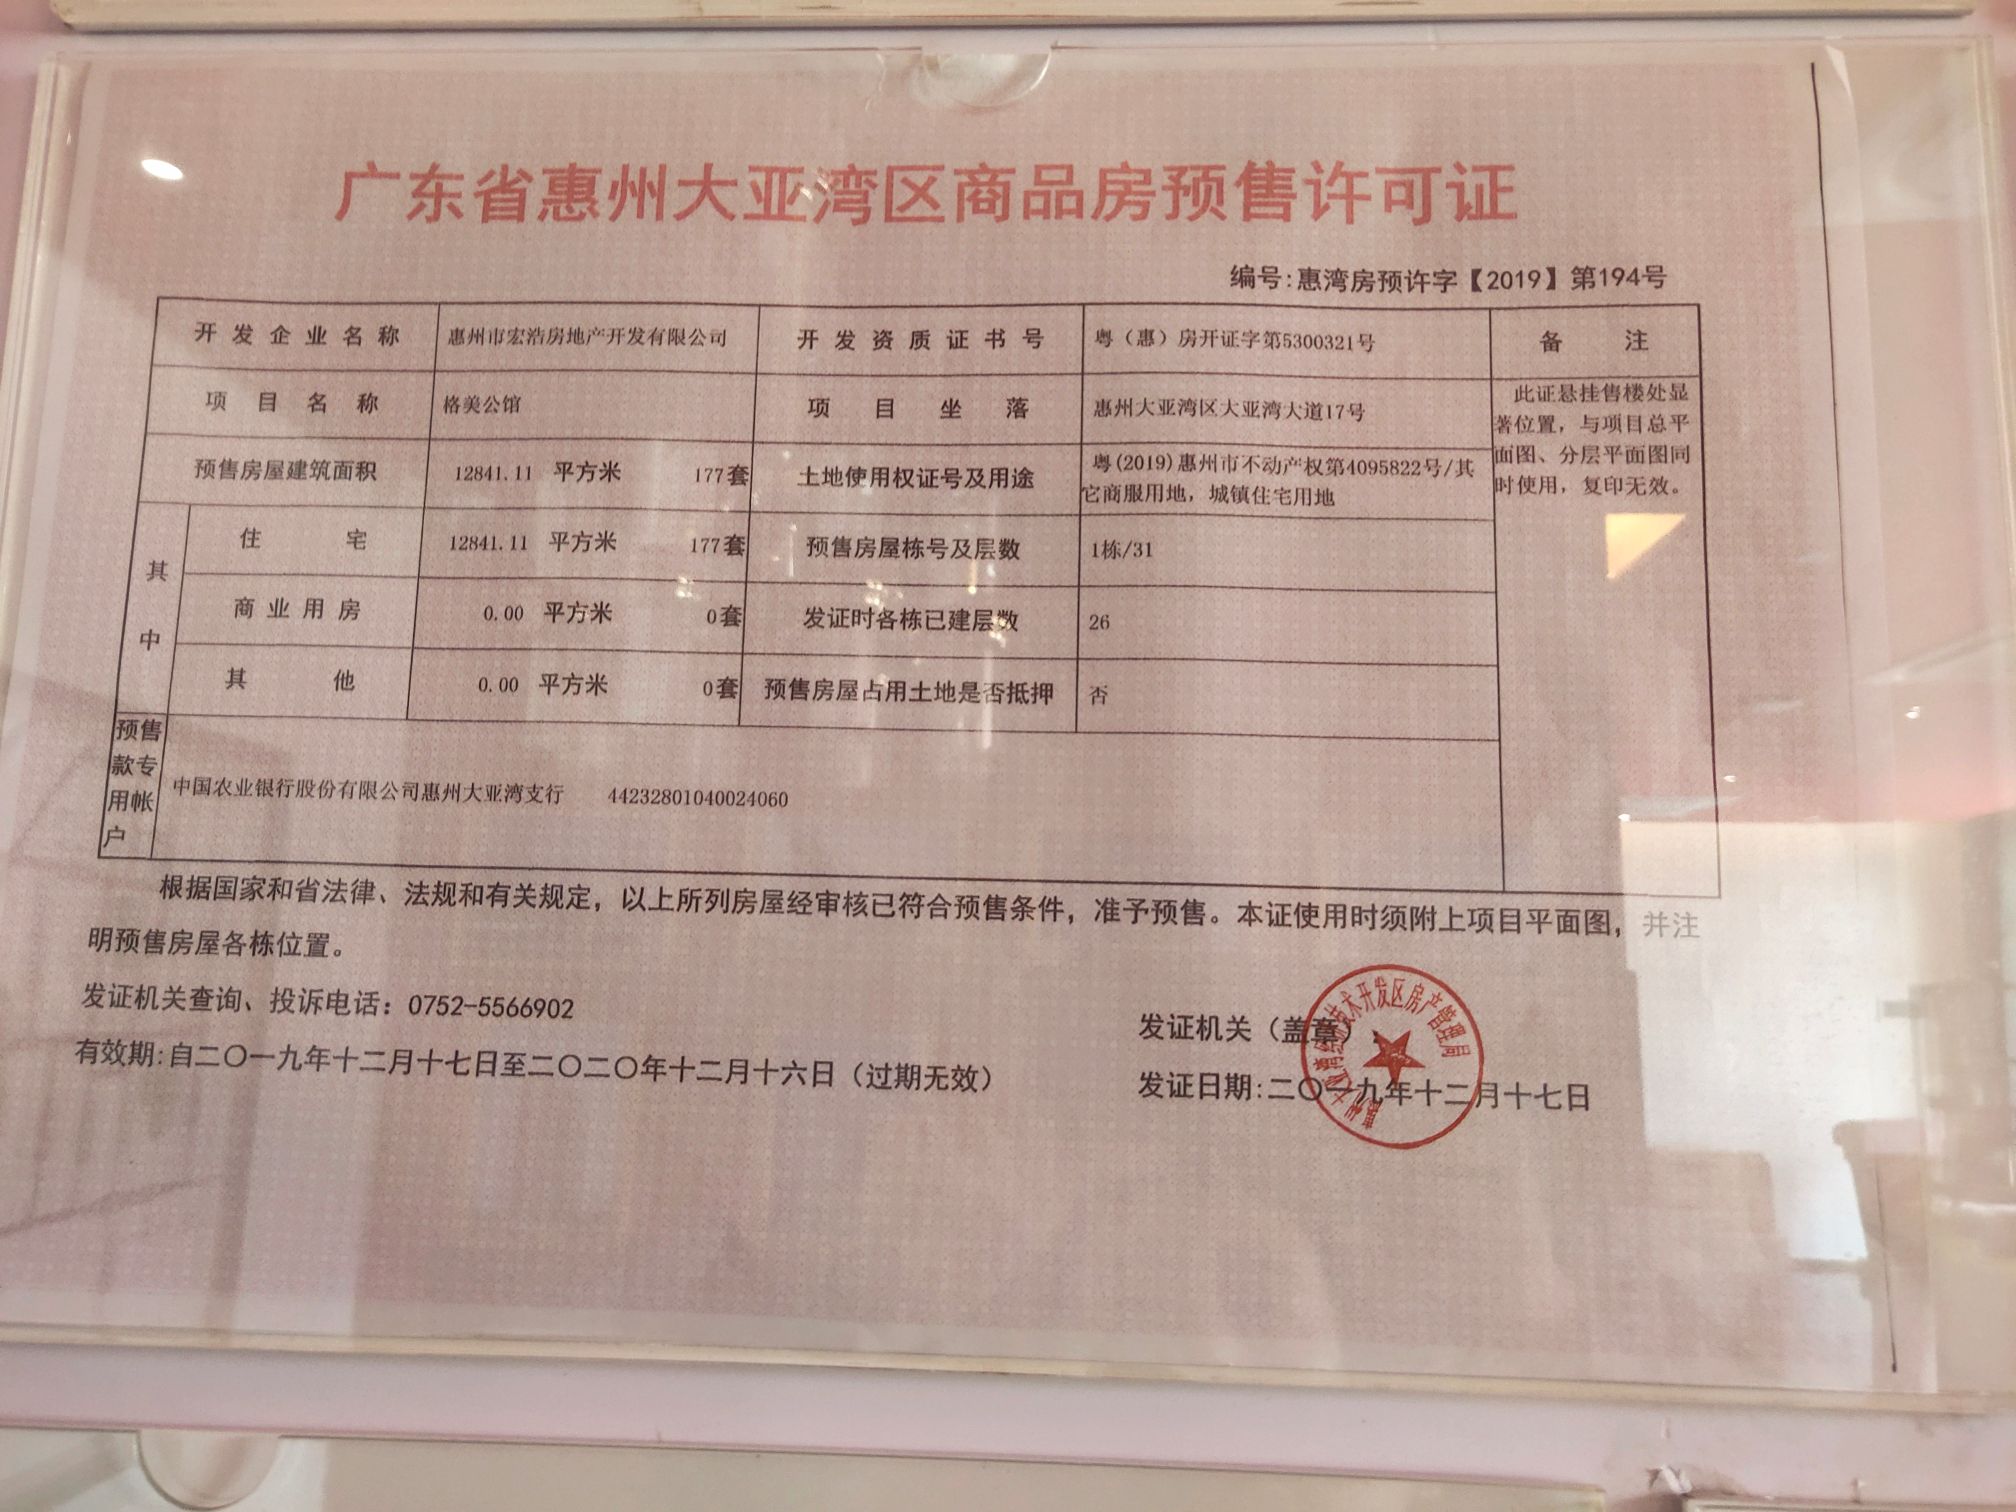 广东省惠州大亚湾区商品房预售许可证
编号:惠湾房预许字【2019】第194号
开发企业名称 惠州市宏浩房地产开发有限公司 开发资质证书号 粤（惠）房开证字第5300321号 备 注
项目名称 格美公馆 项目坐落 惠州大亚湾区大亚湾大道17号
此证悬挂售楼处显
著位置，与项目总平
面图、分层平面图同
时使用，复印无效。
预售房屋建筑面积 12841.11 平方米 177套 土地使用权证号及用途 粤(2019)惠州市不动产权第4095822号/其
它商服用地，城镇住宅用地
其中
住宅 12841.11 平方米 177套 预售房屋栋号及层数 1栋/31
商业用房 0.00 平方米 0套 发证时各栋已建层数 26
其他 0.00 平方米 0套 预售房屋占用土地是否抵押 否
预售
款专
用帐
户
中国农业银行股份有限公司惠州大亚湾支行 44232801040024060
根据国家和省法律、法规和有关规定，以上所列房屋经审核已符合预售条件，准予预售。本证使用时须附上项目平面图，并注
明预售房屋各栋位置。
发证机关查询、投诉电话：0752-5566902
发证机关（盖章）
有效期:自二〇一九年十二月十七日至二〇二〇年十二月十六日（过期无效）
发证日期:二〇一九年十二月十七日
惠州大亚湾经济技术开发区房产管理局